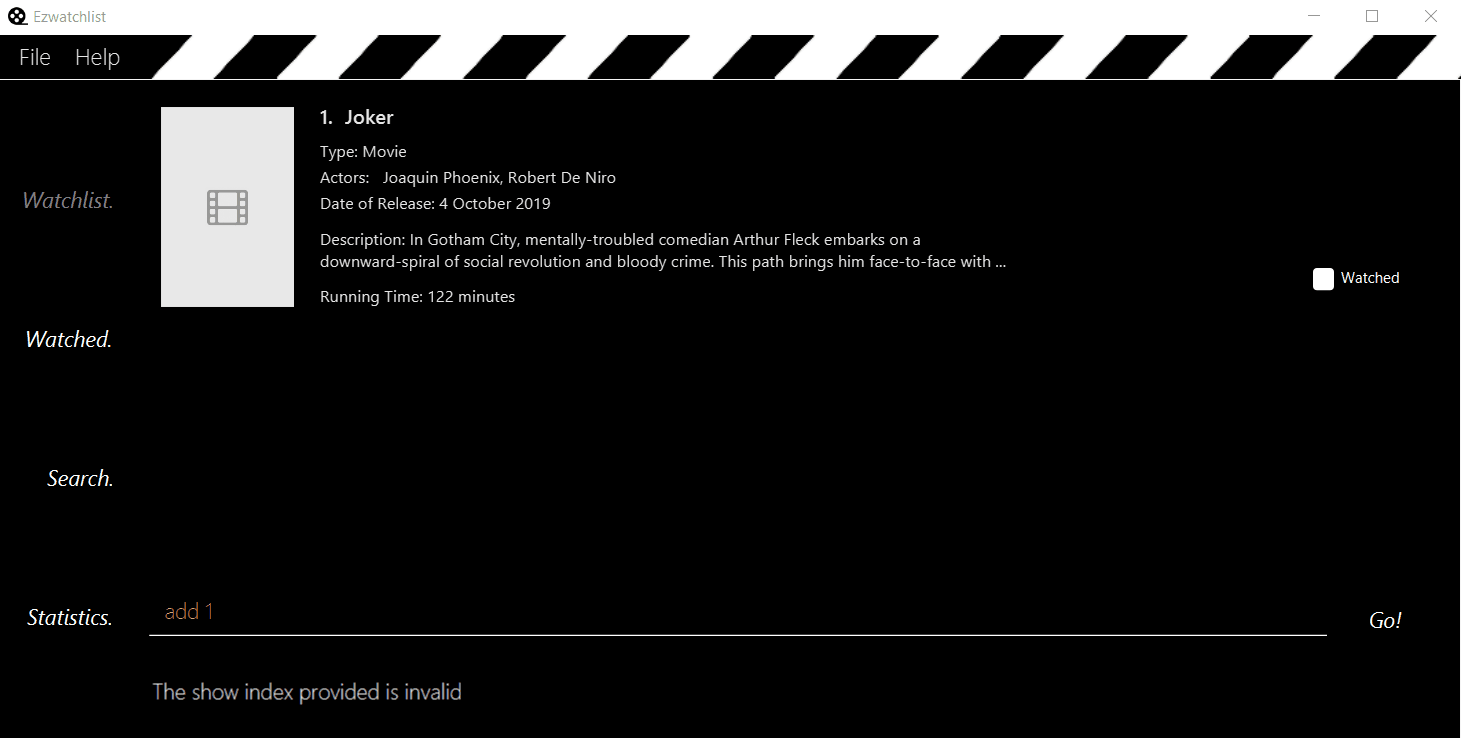 Ezwatchlist
File Help
1. Joker
Type: Movie
Actors: Joaquin Phoenix, Robert De Niro
Date of Release: 4 October 2019
Description: In Gotham City, mentally-troubled comedian Arthur Fleck embarks on a
downward-spiral of social revolution and bloody crime. This path brings him face-to-face with ...
Running Time: 122 minutes
Watched
Watchlist.
Watched.
Search.
Statistics.
add 1
Go!
The show index provided is invalid